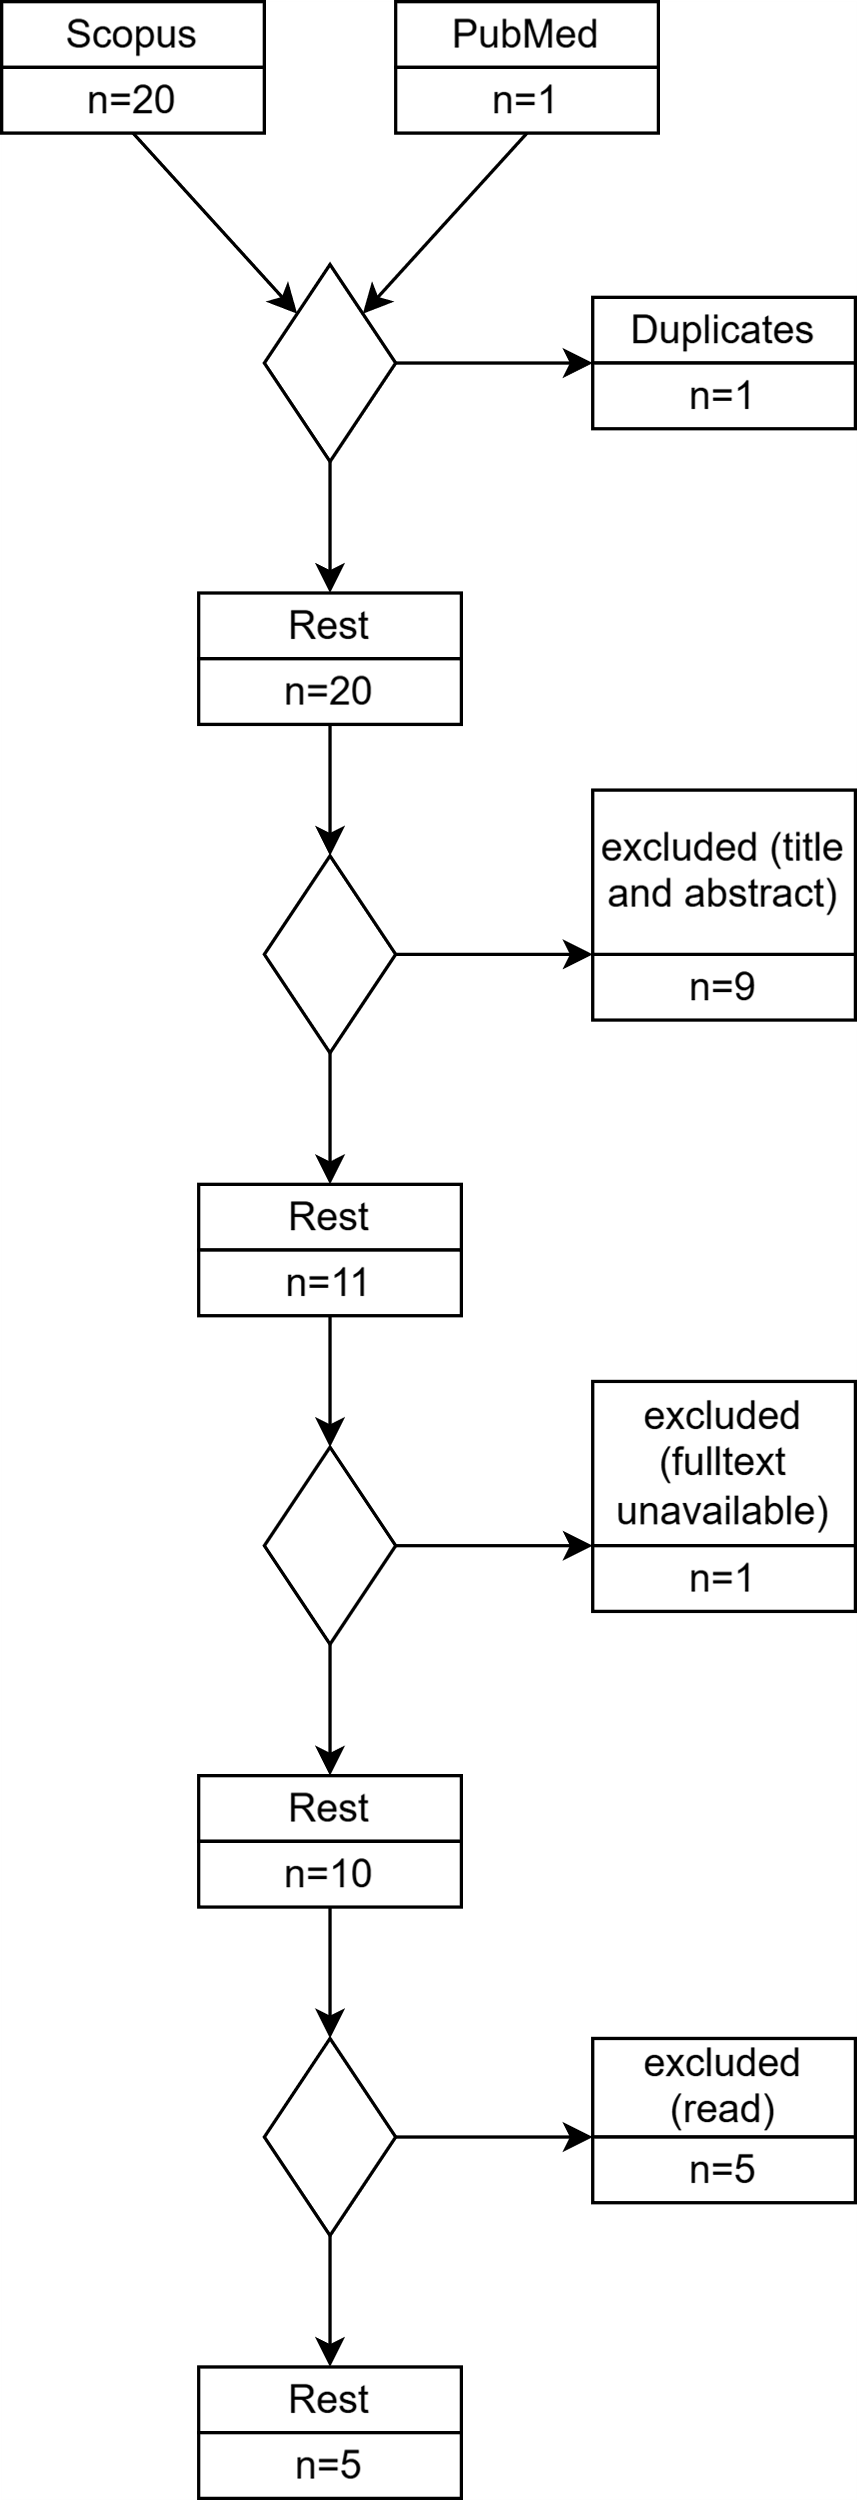 Scopus
n=20
PubMed
n=1
Duplicates
n=1
Rest
n=20
excluded (title
and abstract)
n=9
Rest
n=11
excluded
(fulltext
unavailable)
n=1
Rest
n=10
excluded
(read)
n=5
Rest
n=5